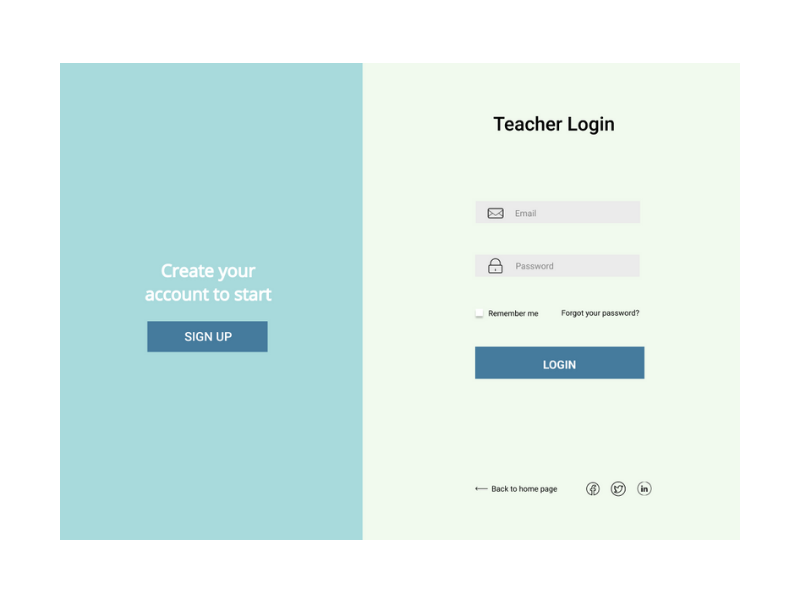 Create your
account to start
SIGN UP
Teacher Login
Email
Password
Remember me Forgot your password?
LOGIN
Back to home page
in